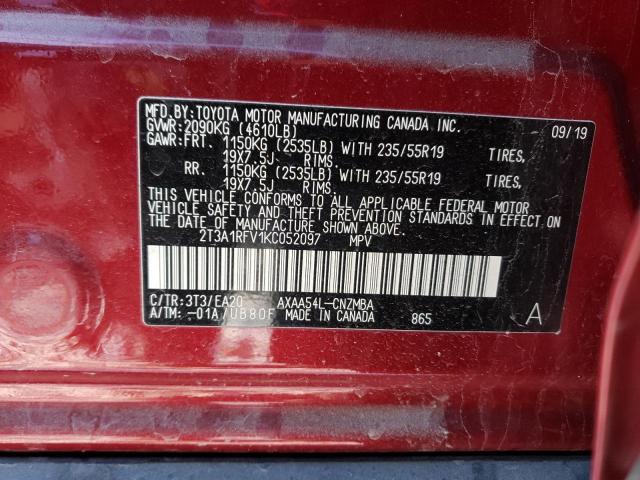 MFD.BY:TOYOTA MOTOR MANUFACTURING CANADA INC. 09/19
GVWR:2090KG (4610LB)
GAWR:FRT. 1150KG (2535LB) WITH 235/55R19 TIRES,
19X7.5J RIMS.
RR. 1150KG (2535LB) WITH 235/55R19 TIRES,
19X7.5J RIMS.
THIS VEHICLE CONFORMS TO ALL APPLICABLE FEDERAL MOTOR
VEHICLE SAFETY AND THEFT PREVENTION STANDARDS IN EFFECT
ON THE DATE OF MANUFACTURE SHOWN ABOVE.
2T3A1RFV1KC052097 MPV
C/TR:3T3/EA20 AXAA54L-CNZMBA
A/TM:-01A/UB80F MADE IN CANADA 865 A